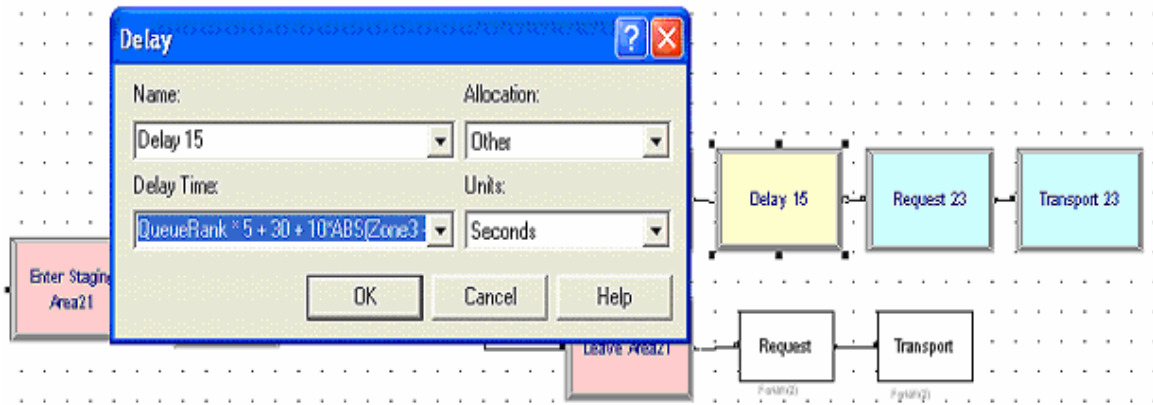 Delay
Name:
Allocation:
Delay 15
Other
Delay Time:
Units:
QueueRank * 5 + 30 + 10*ABS(Zone3
Seconds
OK
Cancel
Help
Enter Staging
Area21
Delay 15
Request 23
Transport 23
Leave Area21
Request
Transport